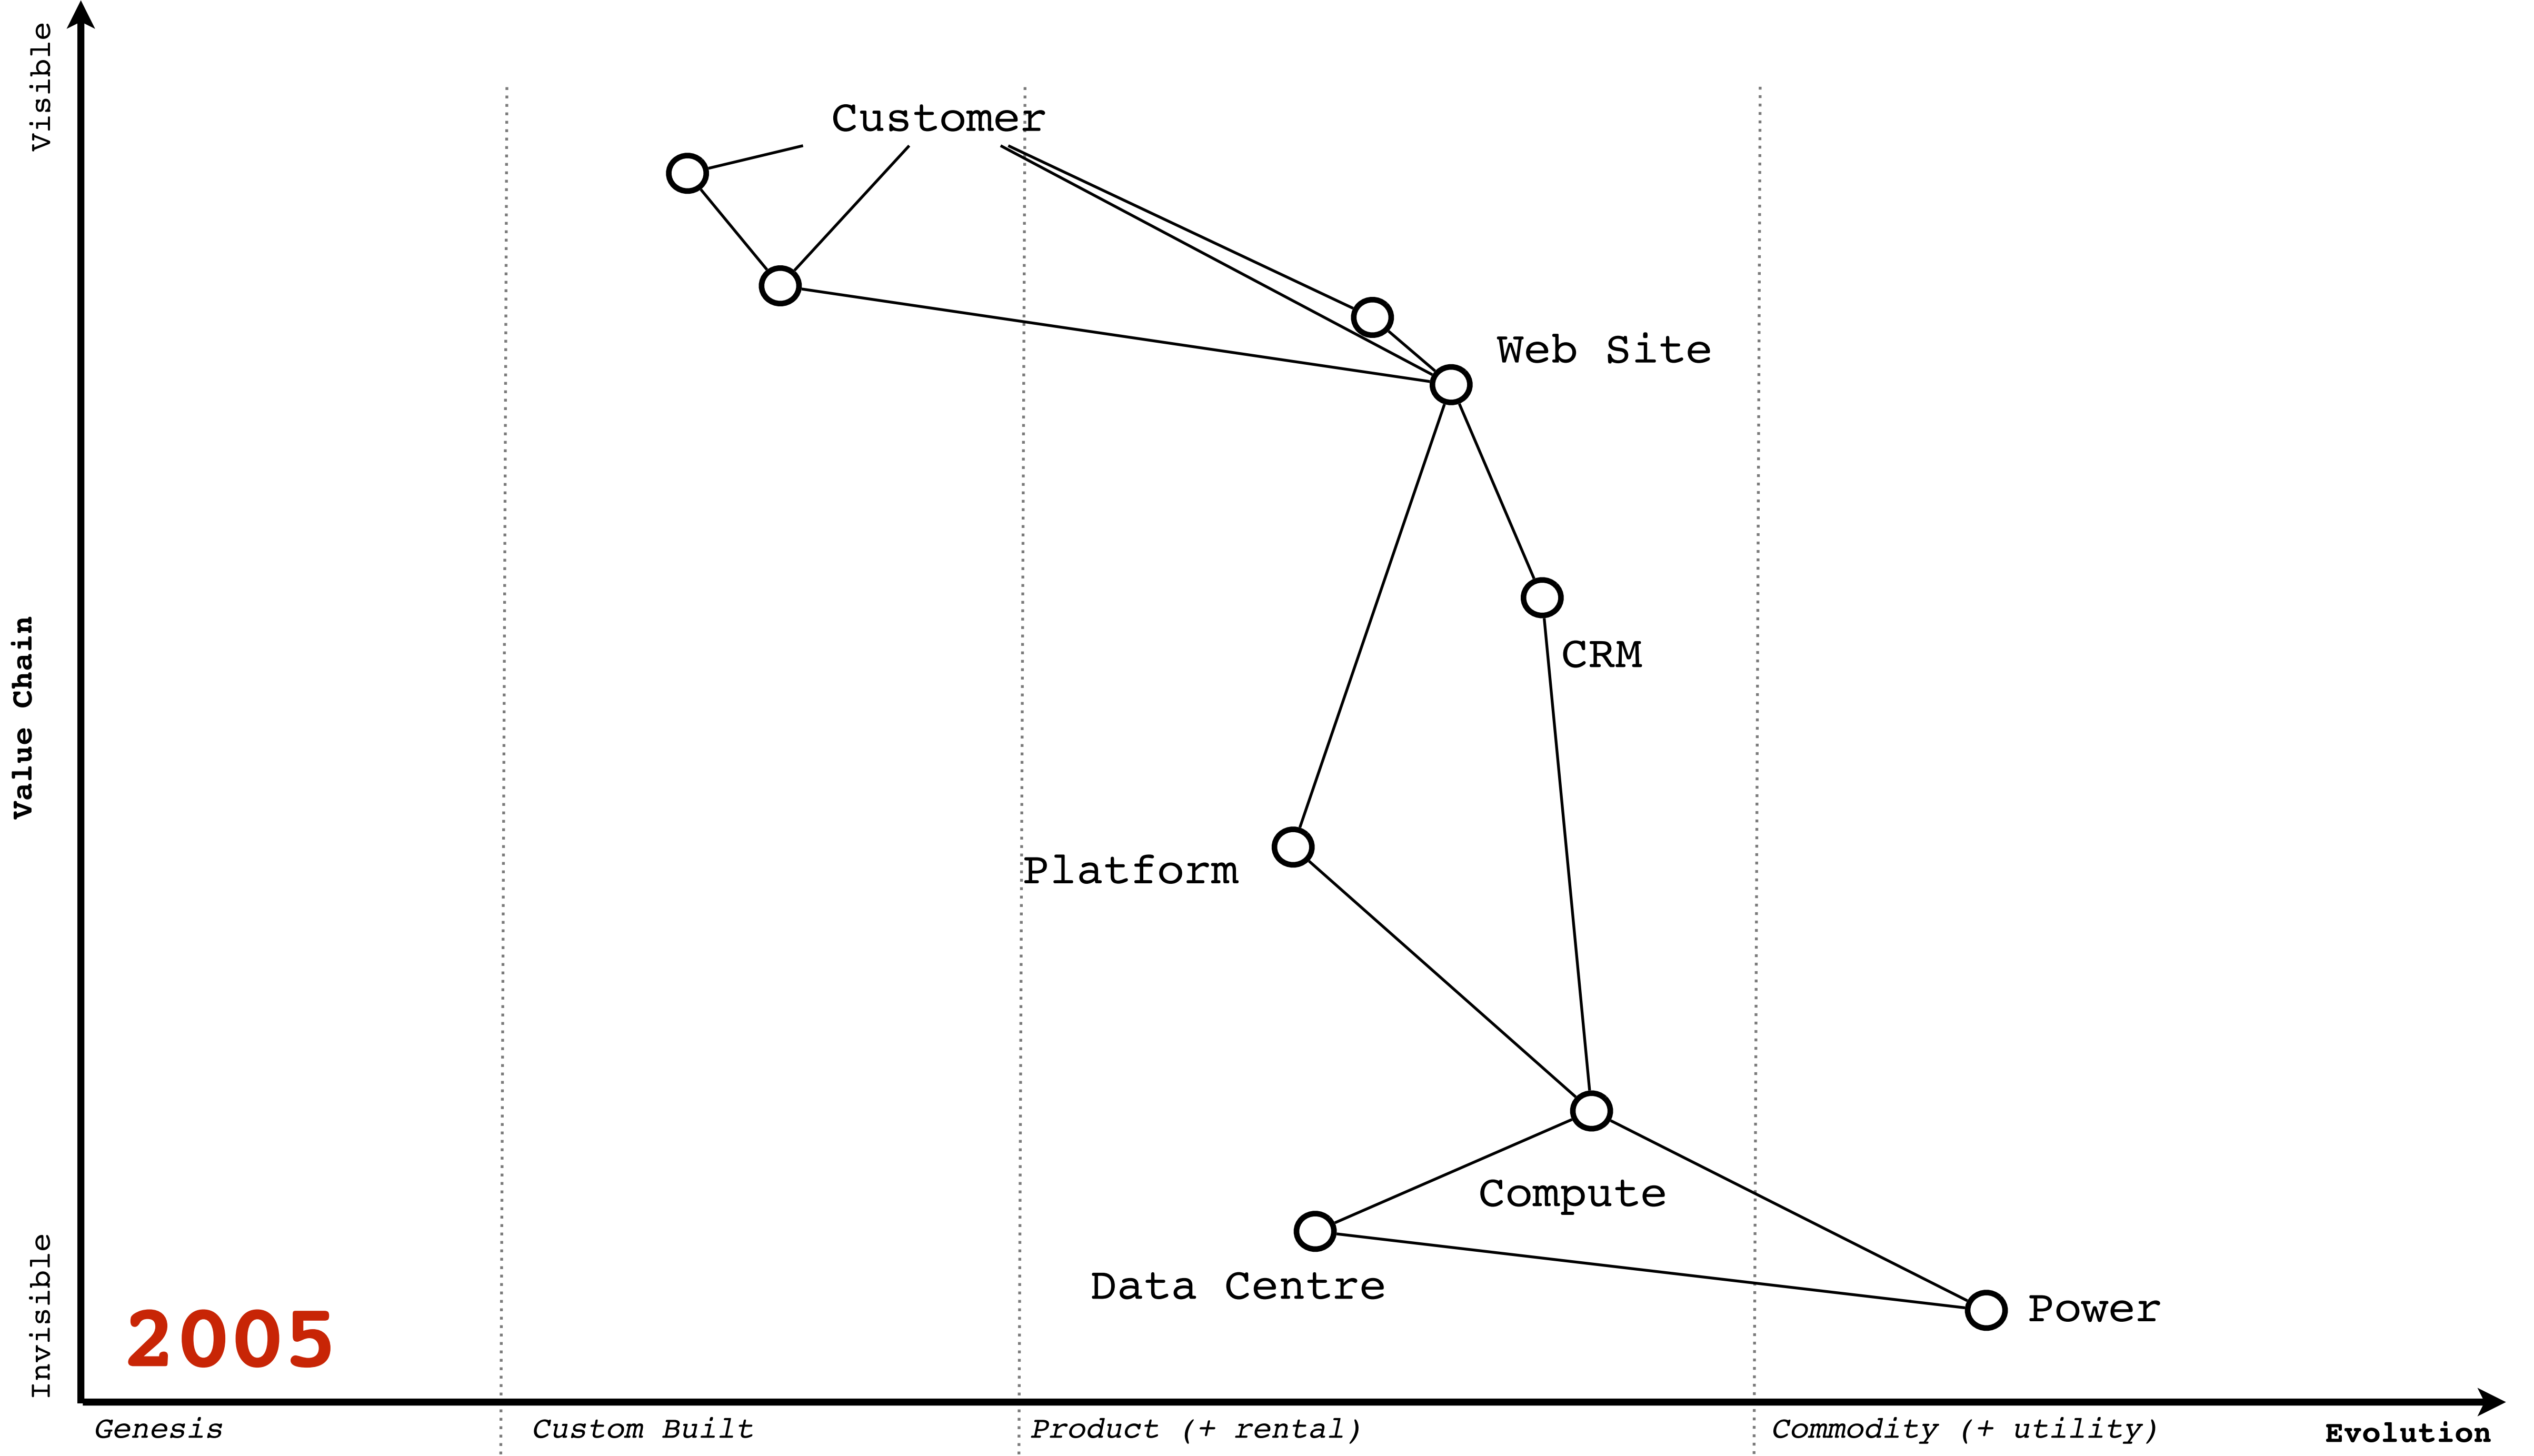 Visible
Customer
Web Site
Value Chain
CRM
Platform
Compute
Invisible
Data Centre
Power
2005
Genesis
Custom Built
Product (+ rental)
Commodity (+ utility)
Evolution